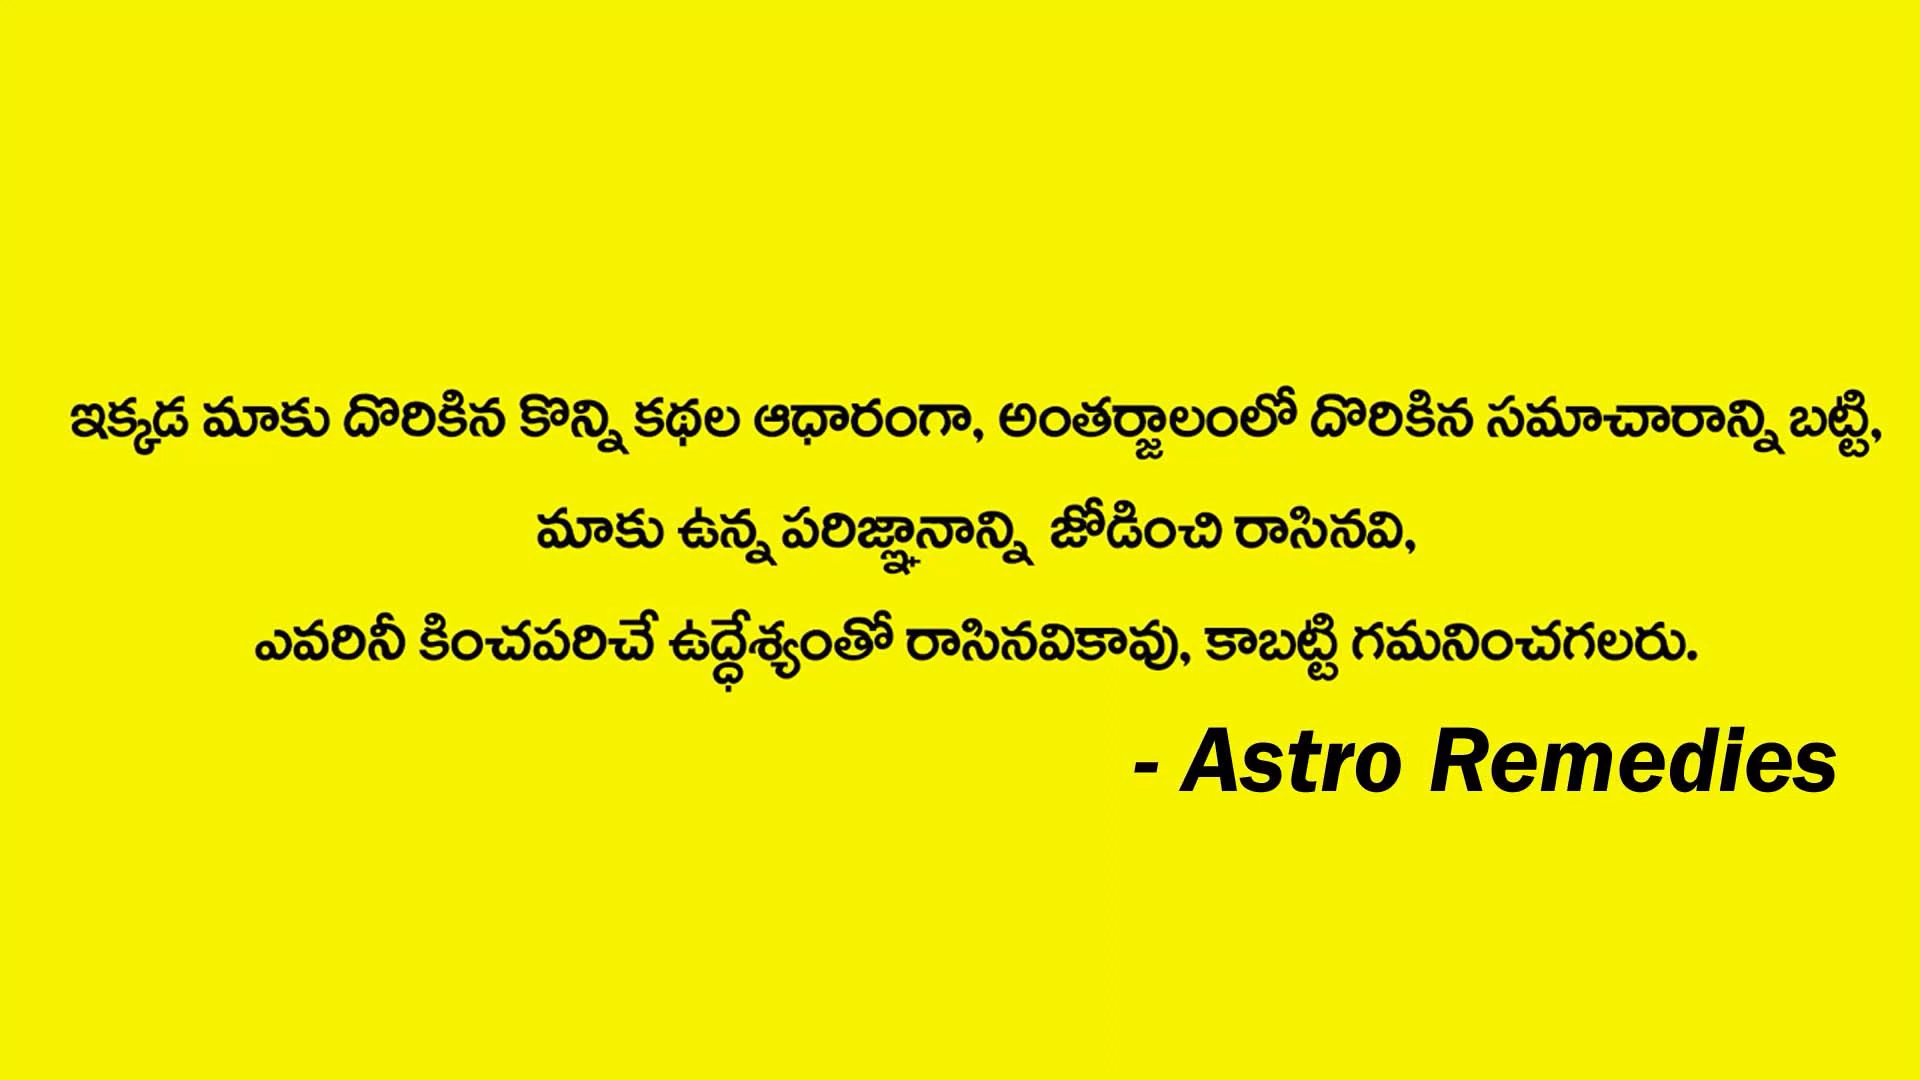 ఇక్కడ మాకు దొరికిన కొన్ని కథల ఆధారంగా, అంతర్జాలంలో దొరికిన సమాచారాన్ని బట్టి,
మాకు ఉన్న పరిజ్ఞానాన్ని జోడించి రాసినవి,
ఎవరినీ కించపరిచే ఉద్ధేశ్యంతో రాసినవికావు, కాబట్టి గమనించగలరు.
- Astro Remedies